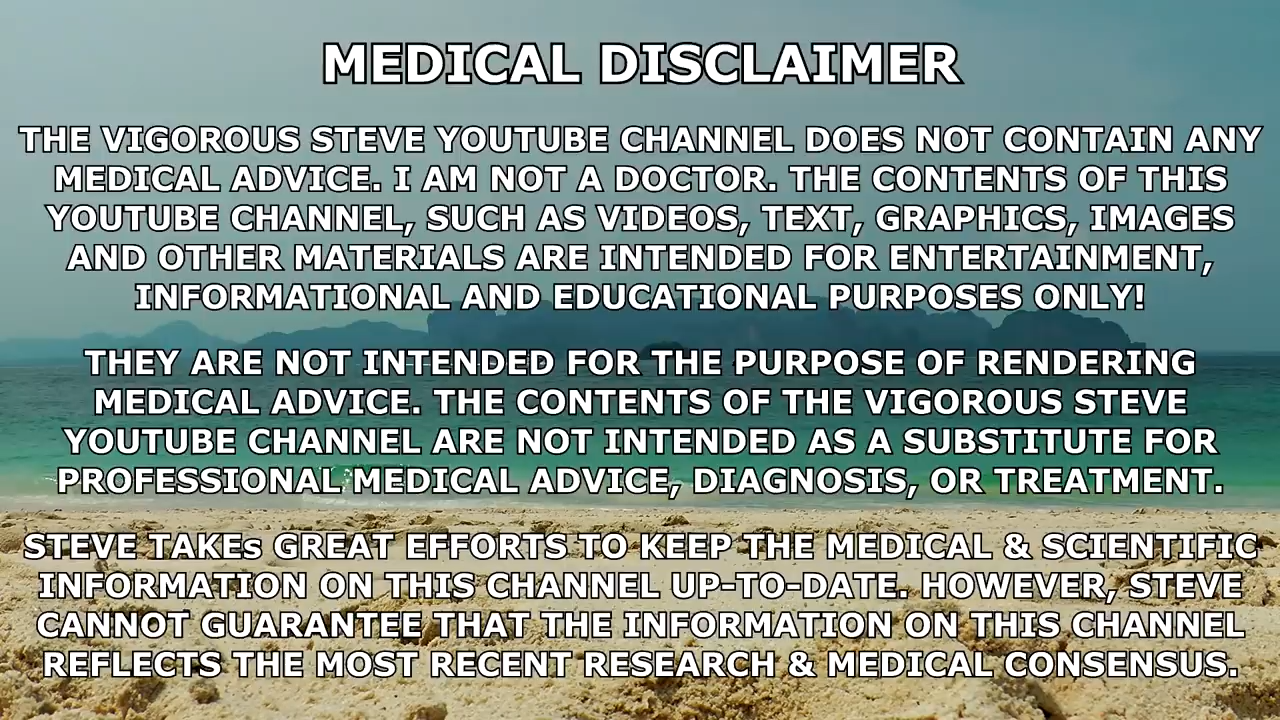 MEDICAL DISCLAIMER
THE VIGOROUS STEVE YOUTUBE CHANNEL DOES NOT CONTAIN ANY
MEDICAL ADVICE. I AM NOT A DOCTOR. THE CONTENTS OF THIS
YOUTUBE CHANNEL, SUCH AS VIDEOS, TEXT, GRAPHICS, IMAGES
AND OTHER MATERIALS ARE INTENDED FOR ENTERTAINMENT,
INFORMATIONAL AND EDUCATIONAL PURPOSES ONLY!
THEY ARE NOT INTENDED FOR THE PURPOSE OF RENDERING
MEDICAL ADVICE. THE CONTENTS OF THE VIGOROUS STEVE
YOUTUBE CHANNEL ARE NOT INTENDED AS A SUBSTITUTE FOR
PROFESSIONAL MEDICAL ADVICE, DIAGNOSIS, OR TREATMENT.
STEVE TAKEs GREAT EFFORTS TO KEEP THE MEDICAL & SCIENTIFIC
INFORMATION ON THIS CHANNEL UP-TO-DATE. HOWEVER, STEVE
CANNOT GUARANTEE THAT THE INFORMATION ON THIS CHANNEL
REFLECTS THE MOST RECENT RESEARCH & MEDICAL CONSENSUS.